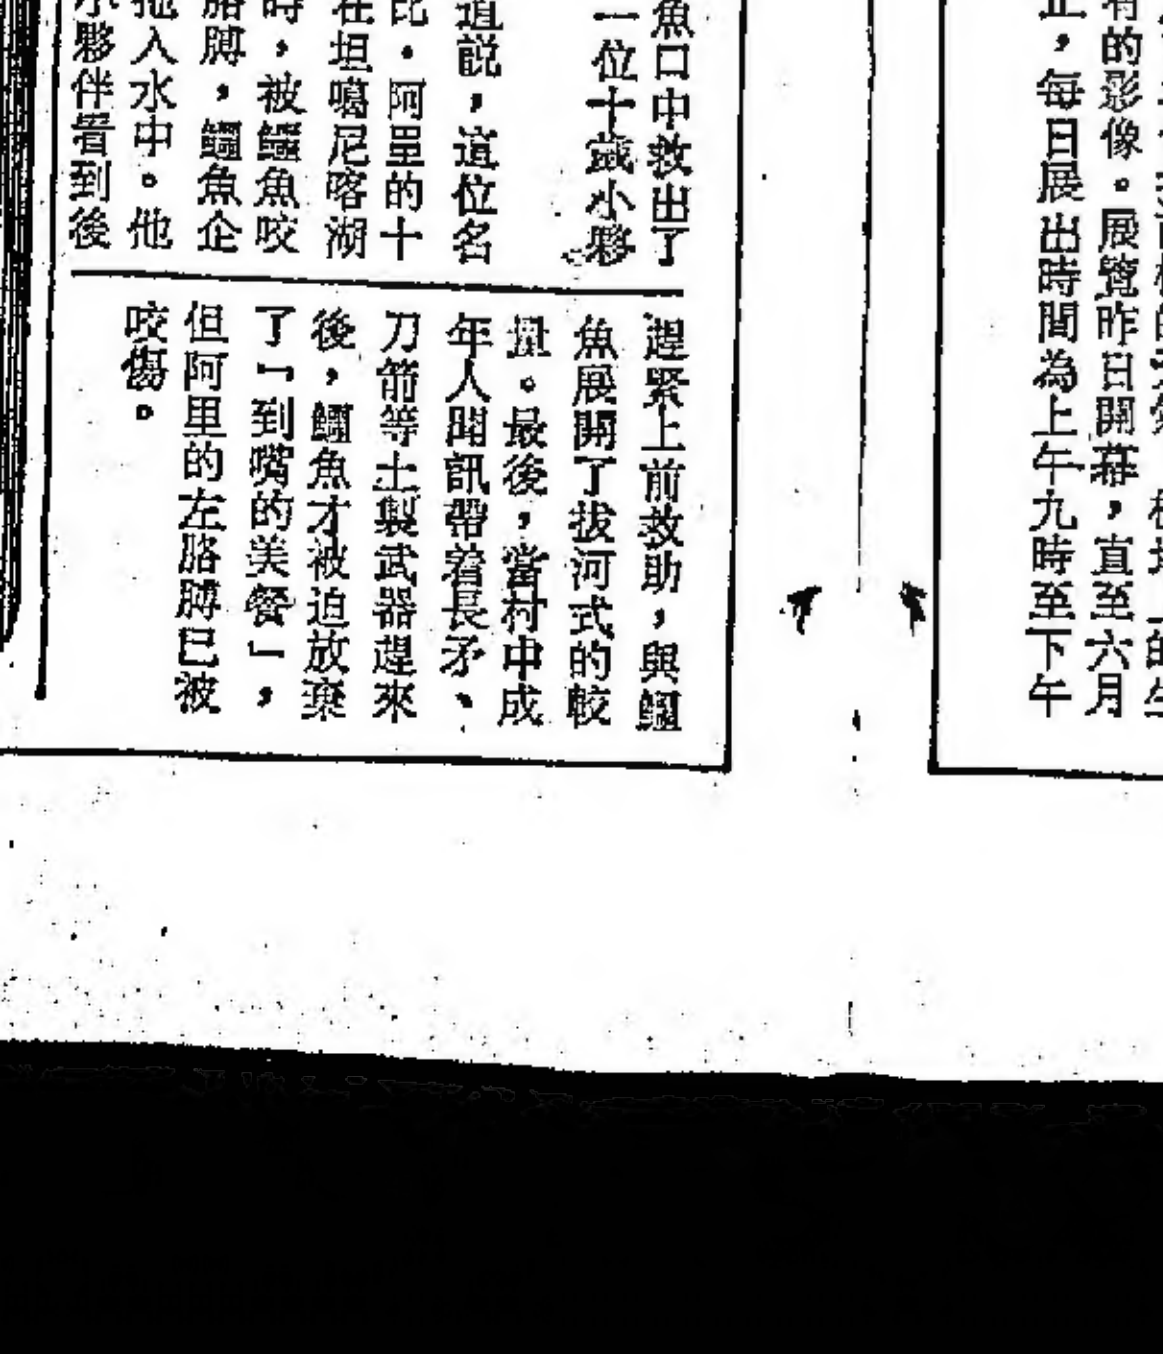 有的影像。展覽昨日開幕，直至六月
止，每日展出時間為上午九時至下午
魚口中救出了
一位十歲小夥
道説，這位名
比．阿里的十
在坦噶尼喀湖
時，被鱷魚咬
胳膊，鱷魚企
拖入水中。他
小夥伴看到後
趕緊上前救助，與鱷
魚展開了拔河式的較
量。最後，當村中成
年人聞訊帶着長矛、
刀箭等土製武器趕來
後，鱷魚才被迫放棄
了「到嘴的美餐」，
但阿里的左胳膊已被
咬傷。